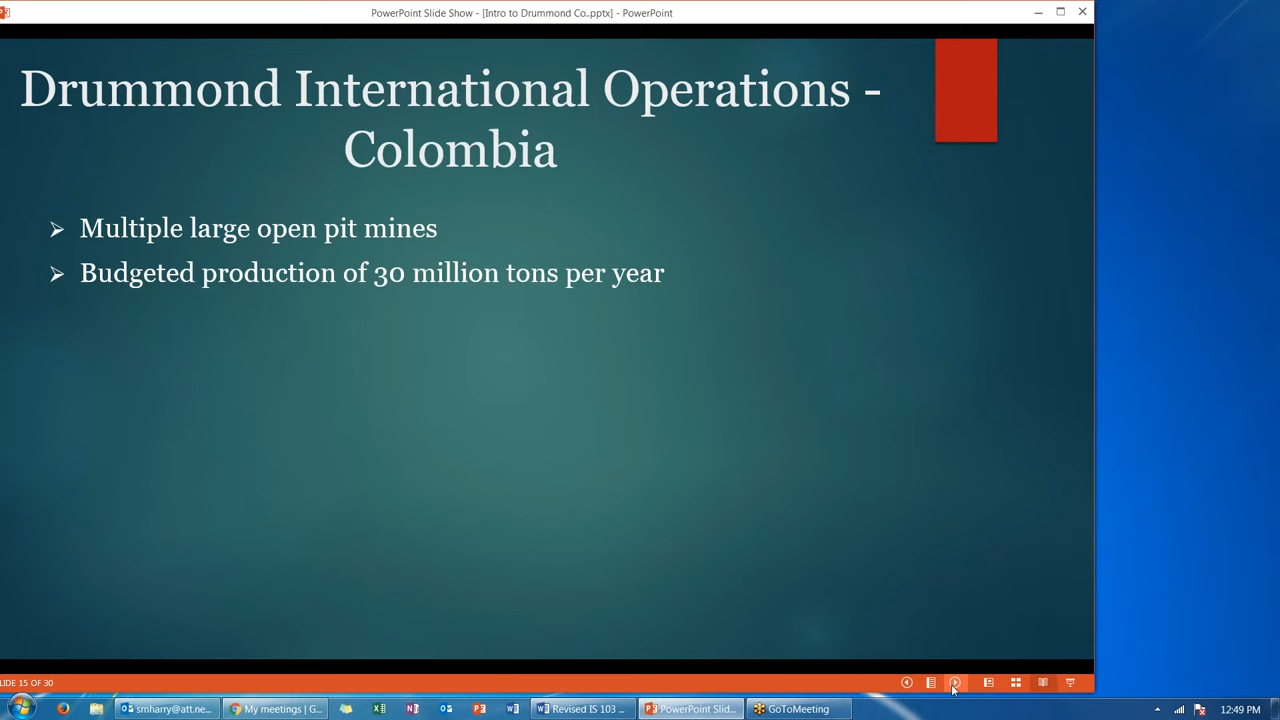 PowerPoint Slide Show - [Intro to Drummond Co..pptx] - PowerPoint
Drummond International Operations -
Colombia
Multiple large open pit mines
Budgeted production of 30 million tons per year
LIDE 15 OF 30
smharry@att.ne...
My meetings | G...
Revised IS 103 ...
PowerPoint Slid...
GoToMeeting
12:49 PM